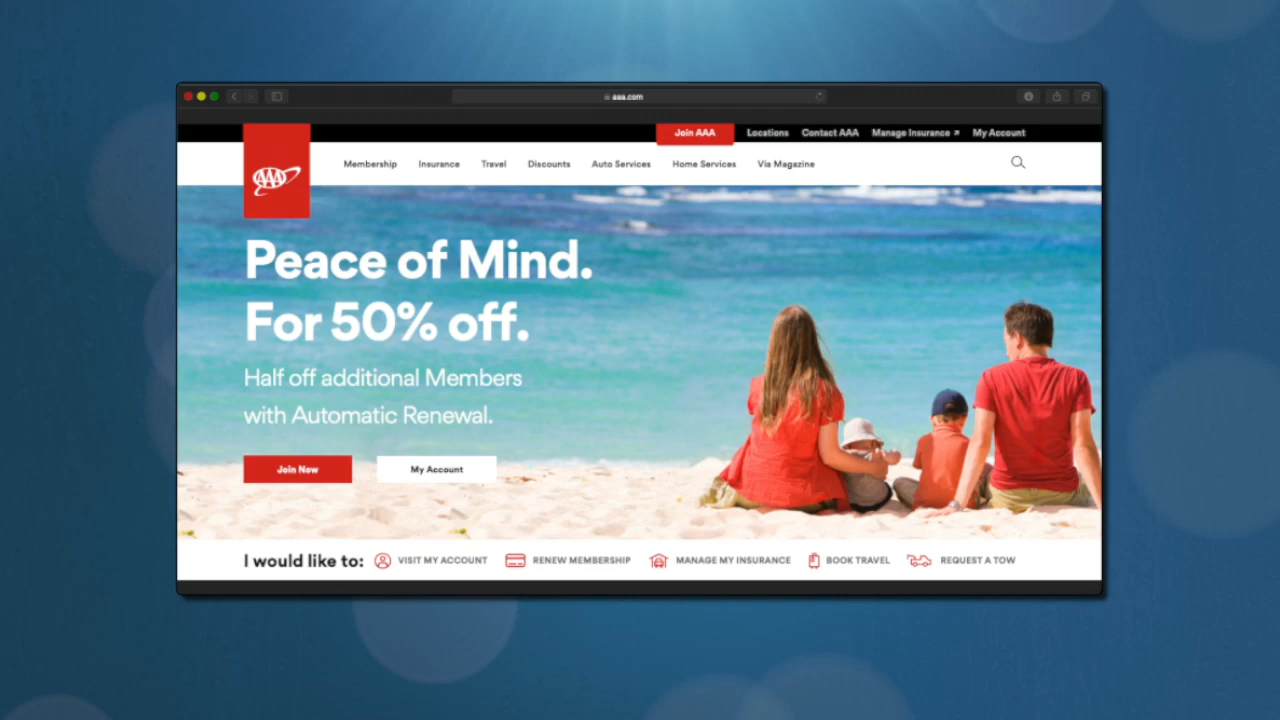 aaa.com
Join AAA Locations Contact AAA Manage Insurance My Account
AAA
Membership Insurance Travel Discounts Auto Services Home Services Via Magazine
Peace of Mind.
For 50% off.
Half off additional Members
with Automatic Renewal.
Join Now My Account
I would like to: VISIT MY ACCOUNT RENEW MEMBERSHIP MANAGE MY INSURANCE BOOK TRAVEL REQUEST A TOW